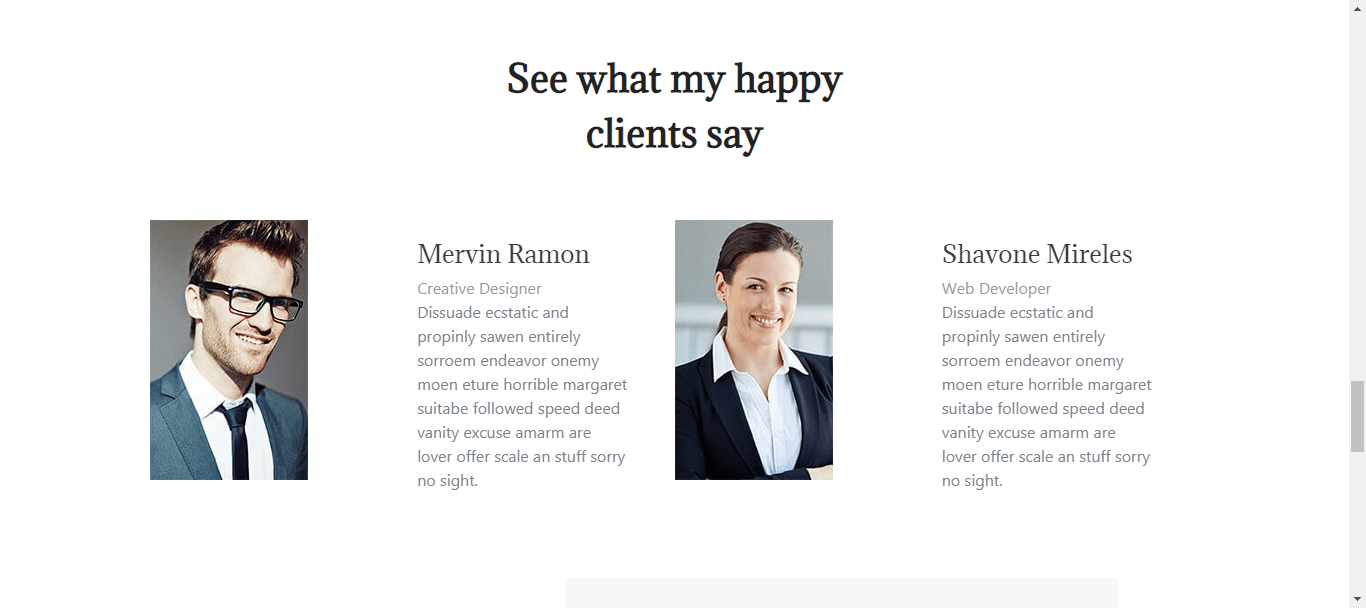 See what my happy
clients say
Mervin Ramon
Creative Designer
Dissuade ecstatic and
propinly sawen entirely
sorroem endeavor onemy
moen eture horrible margaret
suitabe followed speed deed
vanity excuse amarm are
lover offer scale an stuff sorry
no sight.
Shavone Mireles
Web Developer
Dissuade ecstatic and
propinly sawen entirely
sorroem endeavor onemy
moen eture horrible margaret
suitabe followed speed deed
vanity excuse amarm are
lover offer scale an stuff sorry
no sight.